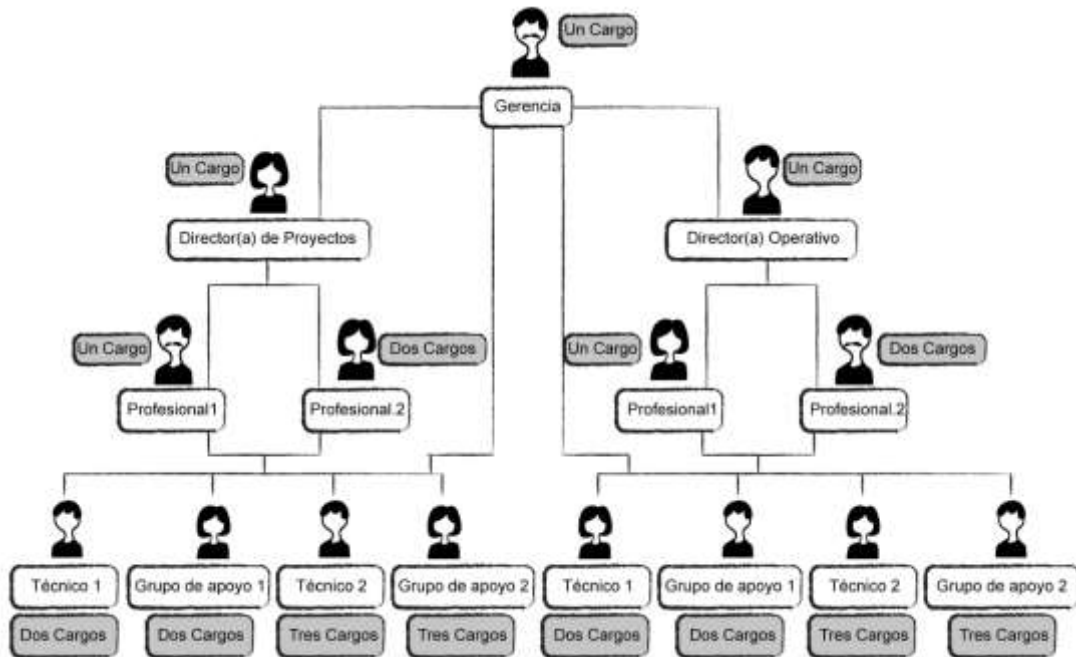 Un Cargo
Gerencia
Un Cargo
Un Cargo
Director(a) de Proyectos
Director(a) Operativo
Un Cargo
Dos Cargos
Un Cargo
Dos Cargos
Profesional1
Profesional.2
Profesional1
Profesional.2
Técnico 1
Grupo de apoyo 1
Técnico 2
Grupo de apoyo 2
Técnico 1
Grupo de apoyo 1
Técnico 2
Grupo de apoyo 2
Dos Cargos
Dos Cargos
Tres Cargos
Tres Cargos
Dos Cargos
Dos Cargos
Tres Cargos
Tres Cargos